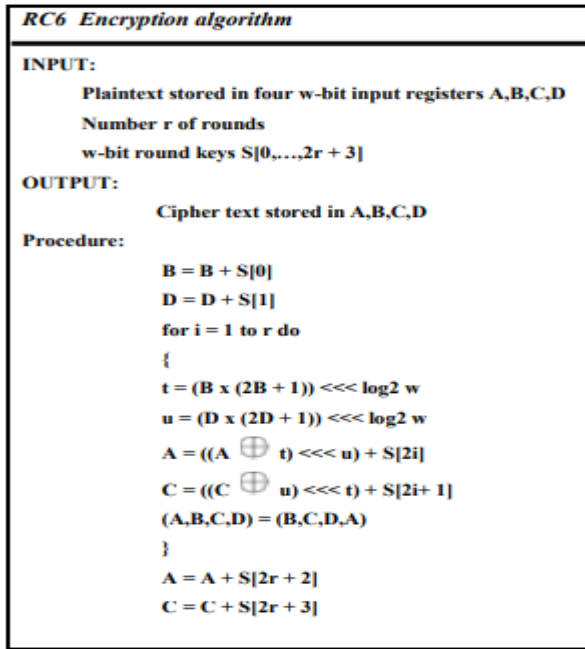 RC6 Encryption algorithm
INPUT:
Plaintext stored in four w-bit input registers A,B,C,D
Number r of rounds
w-bit round keys S[0,...,2r + 3]
OUTPUT:
Cipher text stored in A,B,C,D
Procedure:
B = B + S[0]
D = D + S[1]
for i = 1 to r do
{
t = (B x (2B + 1)) <<< log2 w
u = (D x (2D + 1)) <<< log2 w
A = ((A ⊕ t) <<< u) + S[2i]
C = ((C ⊕ u) <<< t) + S[2i+ 1]
(A,B,C,D) = (B,C,D,A)
}
A = A + S[2r + 2]
C = C + S[2r + 3]